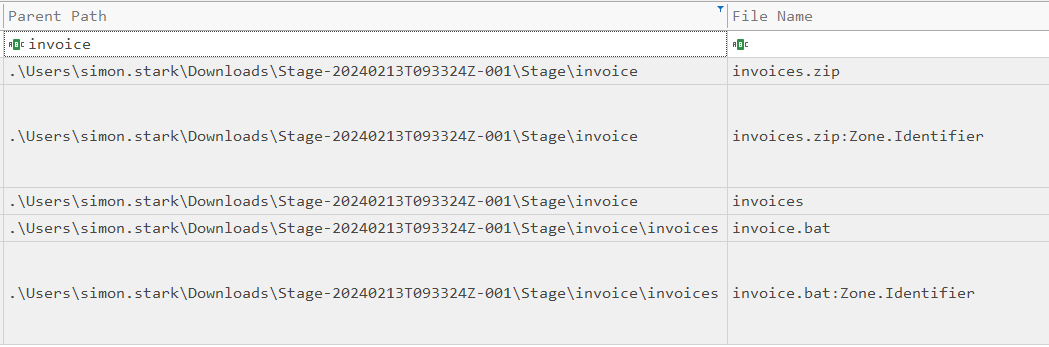 Parent Path File Name
ABC invoice ABC
.\Users\simon.stark\Downloads\Stage-20240213T093324Z-001\Stage\invoice invoices.zip
.\Users\simon.stark\Downloads\Stage-20240213T093324Z-001\Stage\invoice invoices.zip:Zone.Identifier
.\Users\simon.stark\Downloads\Stage-20240213T093324Z-001\Stage\invoice invoices
.\Users\simon.stark\Downloads\Stage-20240213T093324Z-001\Stage\invoice\invoices invoice.bat
.\Users\simon.stark\Downloads\Stage-20240213T093324Z-001\Stage\invoice\invoices invoice.bat:Zone.Identifier